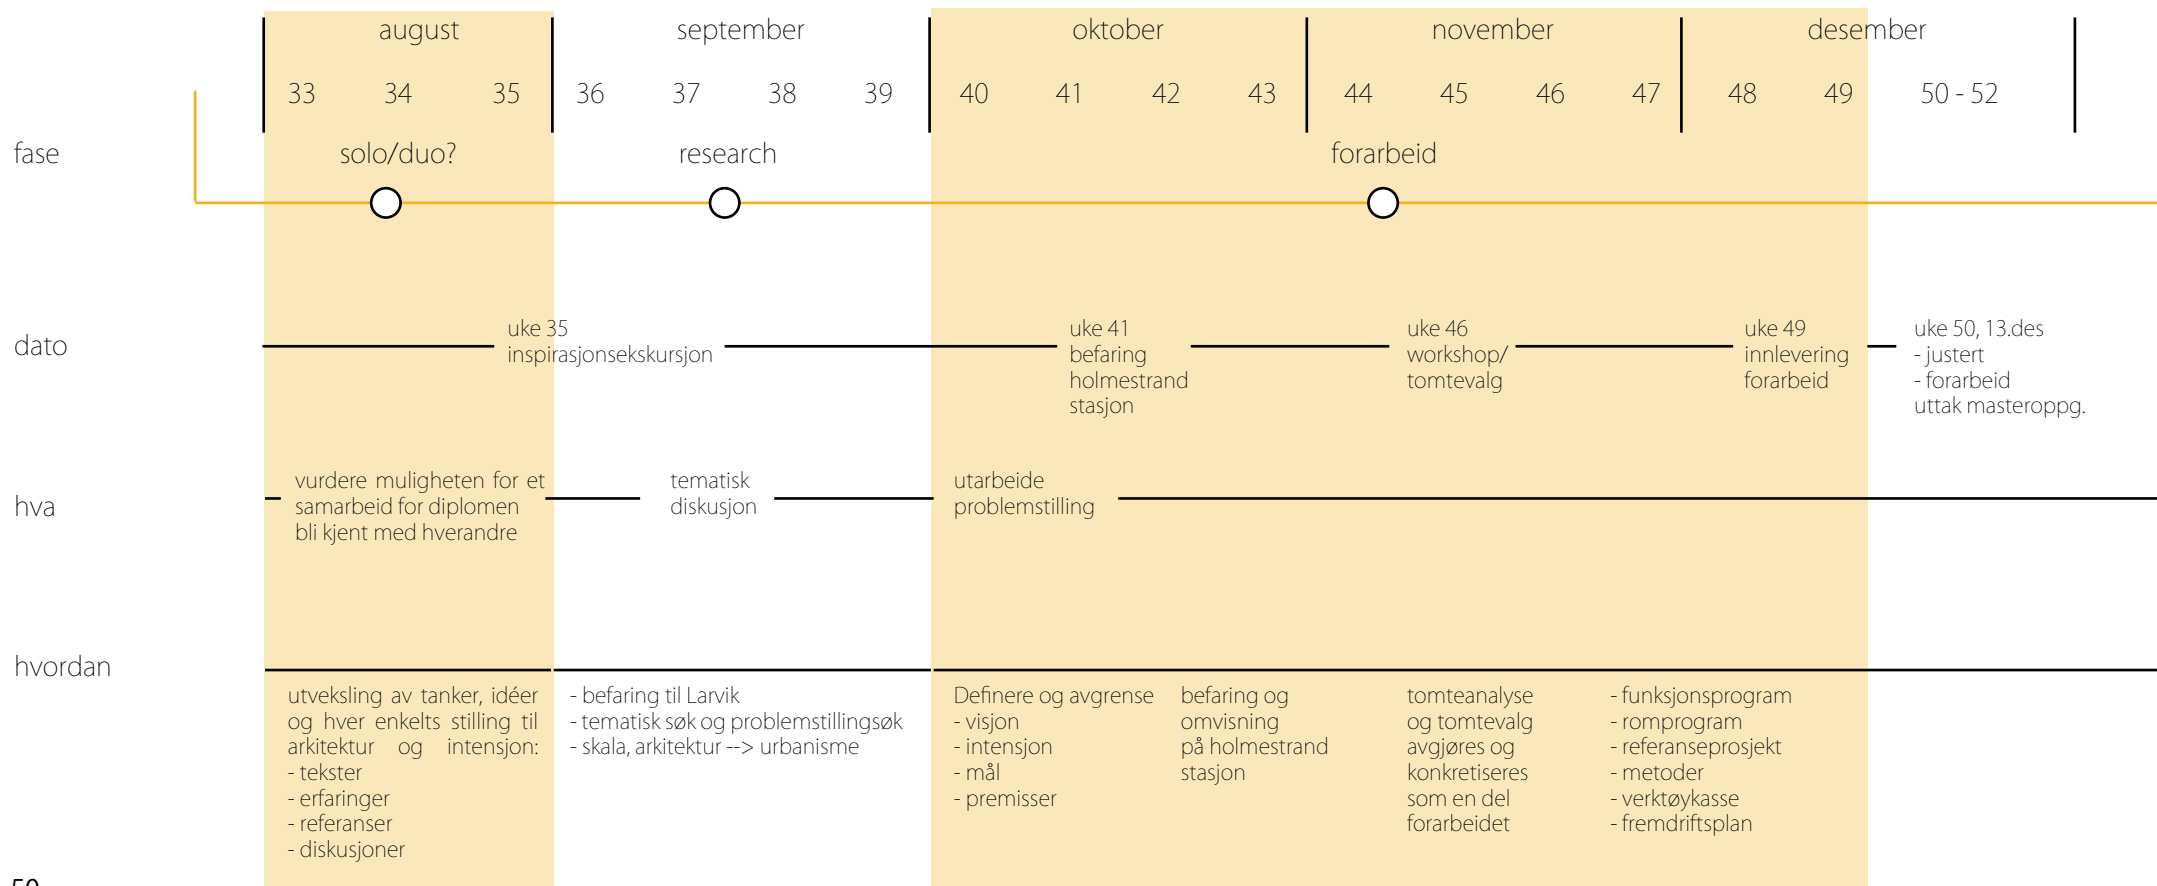 august
september
oktober
november
desember
33 34 35 36 37 38 39 40 41 42 43 44 45 46 47 48 49 50 - 52
fase
solo/duo?
research
forarbeid
dato
uke 35
inspirasjonsekskursjon
uke 41
befaring
holmestrand
stasjon
uke 46
workshop/
tomtevalg
uke 49
innlevering
forarbeid
uke 50, 13.des
- justert
- forarbeid
uttak masteroppg.
hva
vurdere muligheten for et
samarbeid for diplomen
bli kjent med hverandre
tematisk
diskusjon
utarbeide
problemstilling
hvordan
utveksling av tanker, idéer
og hver enkelts stilling til
arkitektur og intensjon:
- tekster
- erfaringer
- referanser
- diskusjoner
- befaring til Larvik
- tematisk søk og problemstillingsøk
- skala, arkitektur --> urbanisme
Definere og avgrense
- visjon
- intensjon
- mål
- premisser
befaring og
omvisning
på holmestrand
stasjon
tomteanalyse
og tomtevalg
avgjøres og
konkretiseres
som en del
forarbeidet
- funksjonsprogram
- romprogram
- referanseprosjekt
- metoder
- verktøykasse
- fremdriftsplan